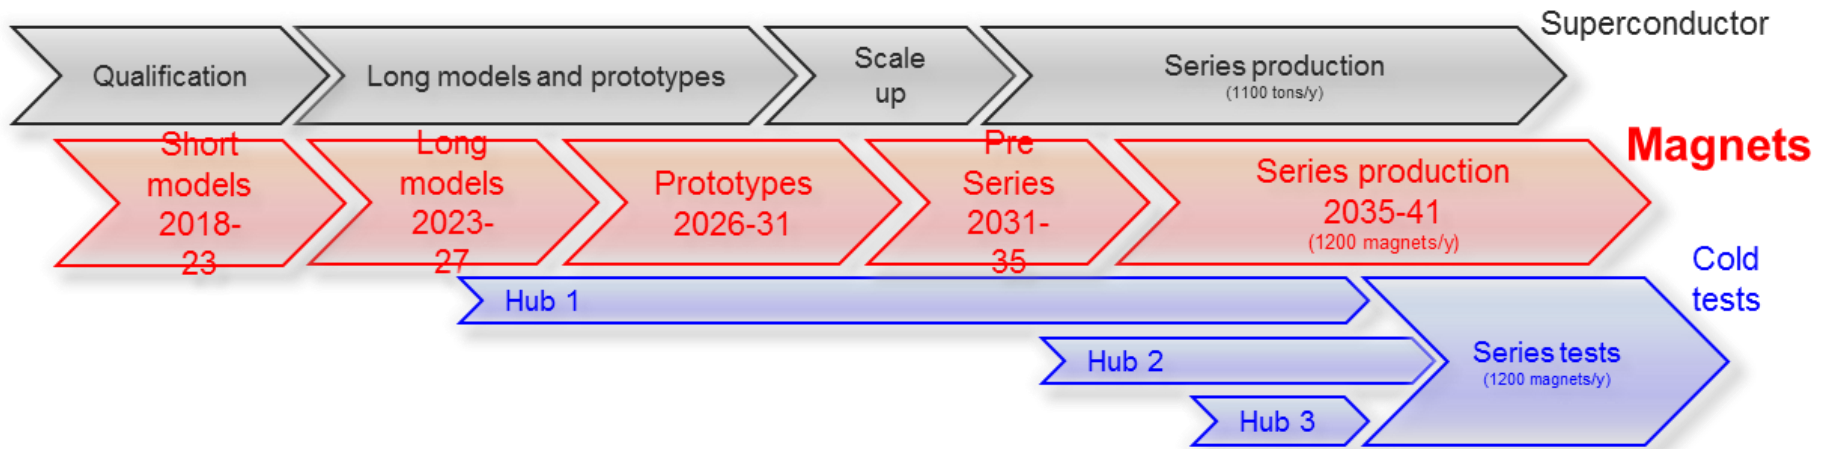 Superconductor
Qualification
Long models and prototypes
Scale
up
Series production
(1100 tons/y)
Magnets
Short
models
2018-
23
Long
models
2023-
27
Prototypes
2026-31
Pre
Series
2031-
35
Series production
2035-41
(1200 magnets/y)
Cold
tests
Hub 1
Hub 2
Hub 3
Series tests
(1200 magnets/y)